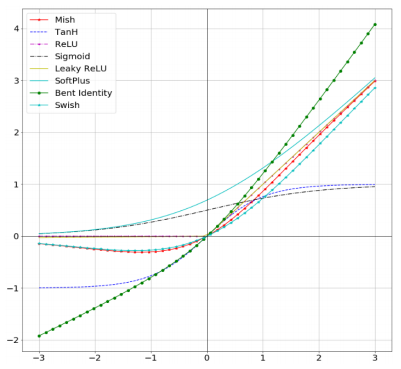 Mish
TanH
ReLU
Sigmoid
Leaky ReLU
SoftPlus
Bent Identity
Swish
4
3
2
1
0
−1
−2
−3 −2 −1 0 1 2 3